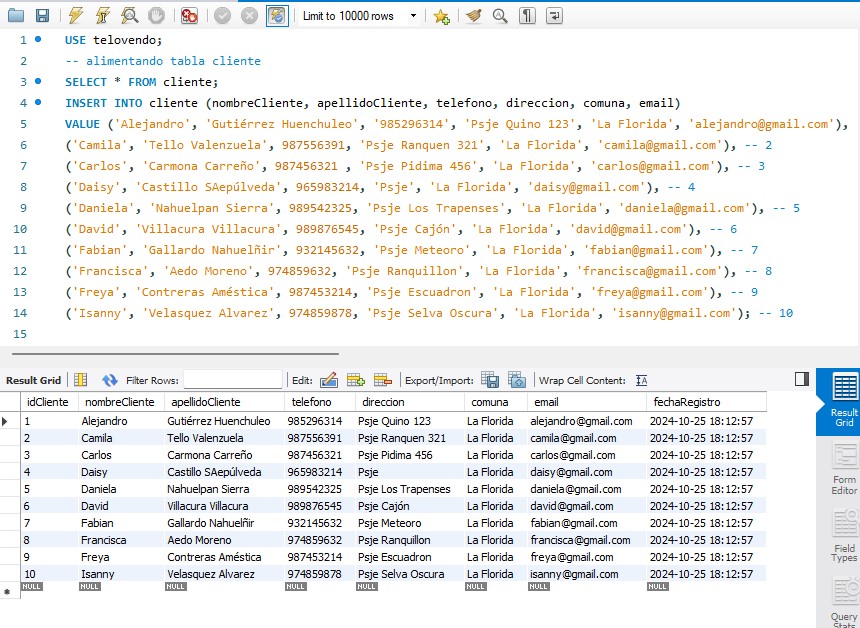 Limit to 10000 rows
1 USE telovendo;
2 -- alimentando tabla cliente
3 SELECT * FROM cliente;
4 INSERT INTO cliente (nombreCliente, apellidoCliente, telefono, direccion, comuna, email)
5 VALUE ('Alejandro', 'Gutiérrez Huenchuleo', '985296314', 'Psje Quino 123', 'La Florida', 'alejandro@gmail.com'),
6 ('Camila', 'Tello Valenzuela', 987556391, 'Psje Ranquen 321', 'La Florida', 'camila@gmail.com'), -- 2
7 ('Carlos', 'Carmona Carreño', 987456321 , 'Psje Pidima 456', 'La Florida', 'carlos@gmail.com'), -- 3
8 ('Daisy', 'Castillo SAepúlveda', 965983214, 'Psje', 'La Florida', 'daisy@gmail.com'), -- 4
9 ('Daniela', 'Nahuelpan Sierra', 989542325, 'Psje Los Trapenses', 'La Florida', 'daniela@gmail.com'), -- 5
10 ('David', 'Villacura Villacura', 989876545, 'Psje Cajón', 'La Florida', 'david@gmail.com'), -- 6
11 ('Fabian', 'Gallardo Nahuelñir', 932145632, 'Psje Meteoro', 'La Florida', 'fabian@gmail.com'), -- 7
12 ('Francisca', 'Aedo Moreno', 974859632, 'Psje Ranquillon', 'La Florida', 'francisca@gmail.com'), -- 8
13 ('Freya', 'Contreras Améstica', 987453214, 'Psje Escuadron', 'La Florida', 'freya@gmail.com'), -- 9
14 ('Isanny', 'Velasquez Alvarez', 974859878, 'Psje Selva Oscura', 'La Florida', 'isanny@gmail.com'); -- 10
15
Result Grid Filter Rows: Edit: Export/Import: Wrap Cell Content: IA
idCliente nombreCliente apellidoCliente telefono direccion comuna email fechaRegistro
1 Alejandro Gutiérrez Huenchuleo 985296314 Psje Quino 123 La Florida alejandro@gmail.com 2024-10-25 18:12:57
2 Camila Tello Valenzuela 987556391 Psje Ranquen 321 La Florida camila@gmail.com 2024-10-25 18:12:57
3 Carlos Carmona Carreño 987456321 Psje Pidima 456 La Florida carlos@gmail.com 2024-10-25 18:12:57
4 Daisy Castillo SAepúlveda 965983214 Psje La Florida daisy@gmail.com 2024-10-25 18:12:57
5 Daniela Nahuelpan Sierra 989542325 Psje Los Trapenses La Florida daniela@gmail.com 2024-10-25 18:12:57
6 David Villacura Villacura 989876545 Psje Cajón La Florida david@gmail.com 2024-10-25 18:12:57
7 Fabian Gallardo Nahuelñir 932145632 Psje Meteoro La Florida fabian@gmail.com 2024-10-25 18:12:57
8 Francisca Aedo Moreno 974859632 Psje Ranquillon La Florida francisca@gmail.com 2024-10-25 18:12:57
9 Freya Contreras Améstica 987453214 Psje Escuadron La Florida freya@gmail.com 2024-10-25 18:12:57
10 Isanny Velasquez Alvarez 974859878 Psje Selva Oscura La Florida isanny@gmail.com 2024-10-25 18:12:57
NULL NULL NULL NULL NULL NULL NULL NULL
Result
Grid
Form
Editor
Field
Types
Query
Stats